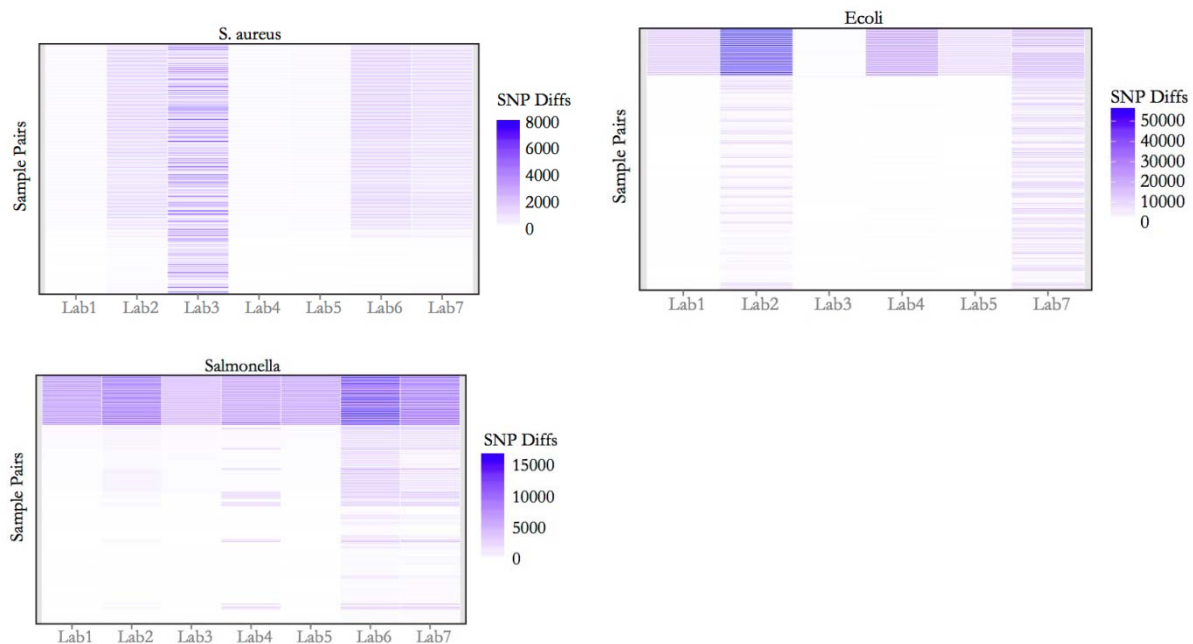 S. aureus
Sample Pairs
Lab1 Lab2 Lab3 Lab4 Lab5 Lab6 Lab7
SNP Diffs
8000
6000
4000
2000
0
Ecoli
Sample Pairs
Lab1 Lab2 Lab3 Lab4 Lab5 Lab7
SNP Diffs
50000
40000
30000
20000
10000
0
Salmonella
Sample Pairs
Lab1 Lab2 Lab3 Lab4 Lab5 Lab6 Lab7
SNP Diffs
15000
10000
5000
0